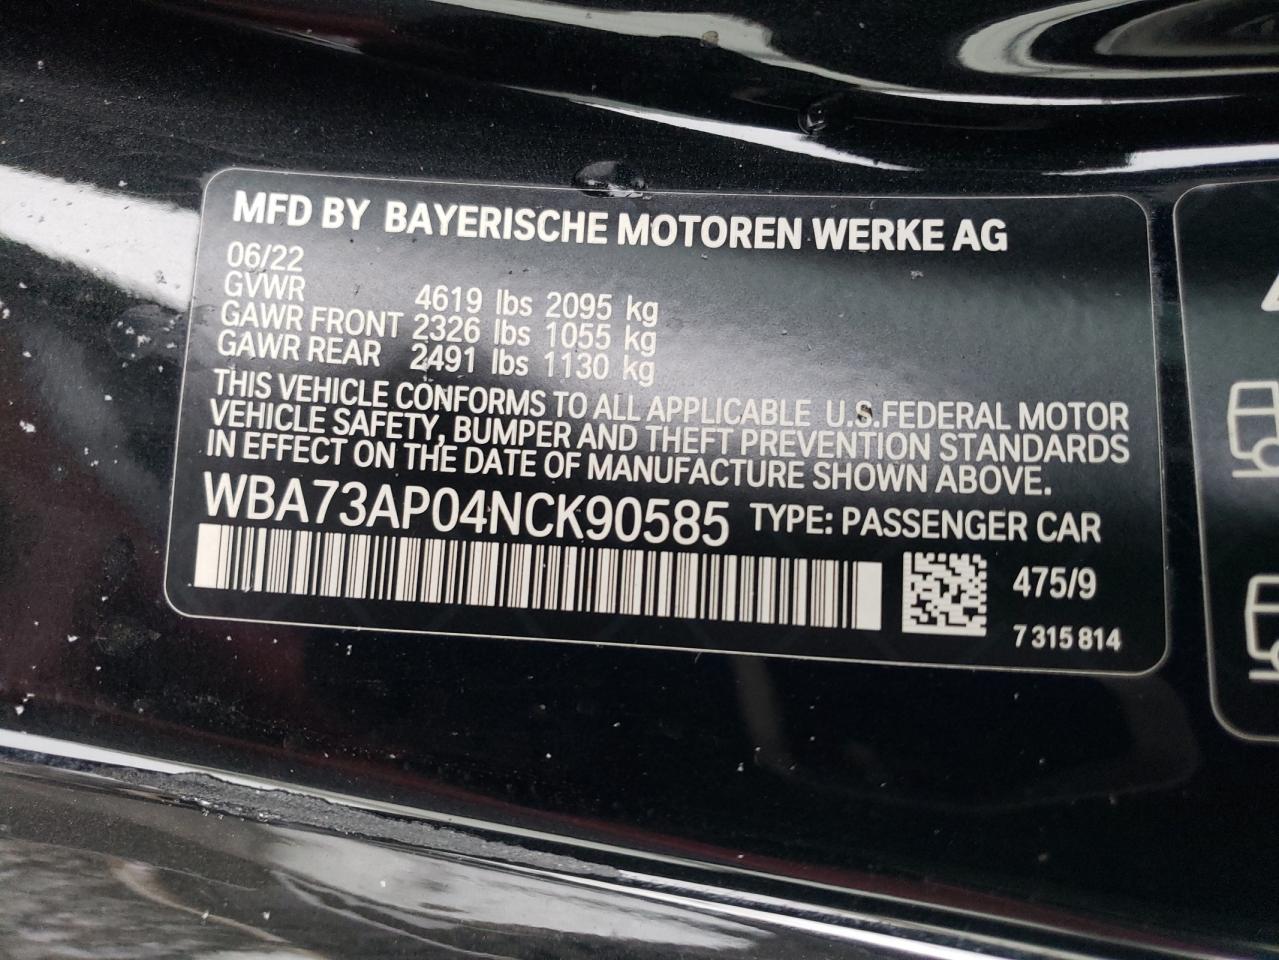 MFD BY BAYERISCHE MOTOREN WERKE AG
06/22
GVWR 4619 lbs 2095 kg
GAWR FRONT 2326 lbs 1055 kg
GAWR REAR 2491 lbs 1130 kg
THIS VEHICLE CONFORMS TO ALL APPLICABLE U.S.FEDERAL MOTOR
VEHICLE SAFETY, BUMPER AND THEFT PREVENTION STANDARDS
IN EFFECT ON THE DATE OF MANUFACTURE SHOWN ABOVE.
WBA73AP04NCK90585 TYPE: PASSENGER CAR
475/9
7 315 814